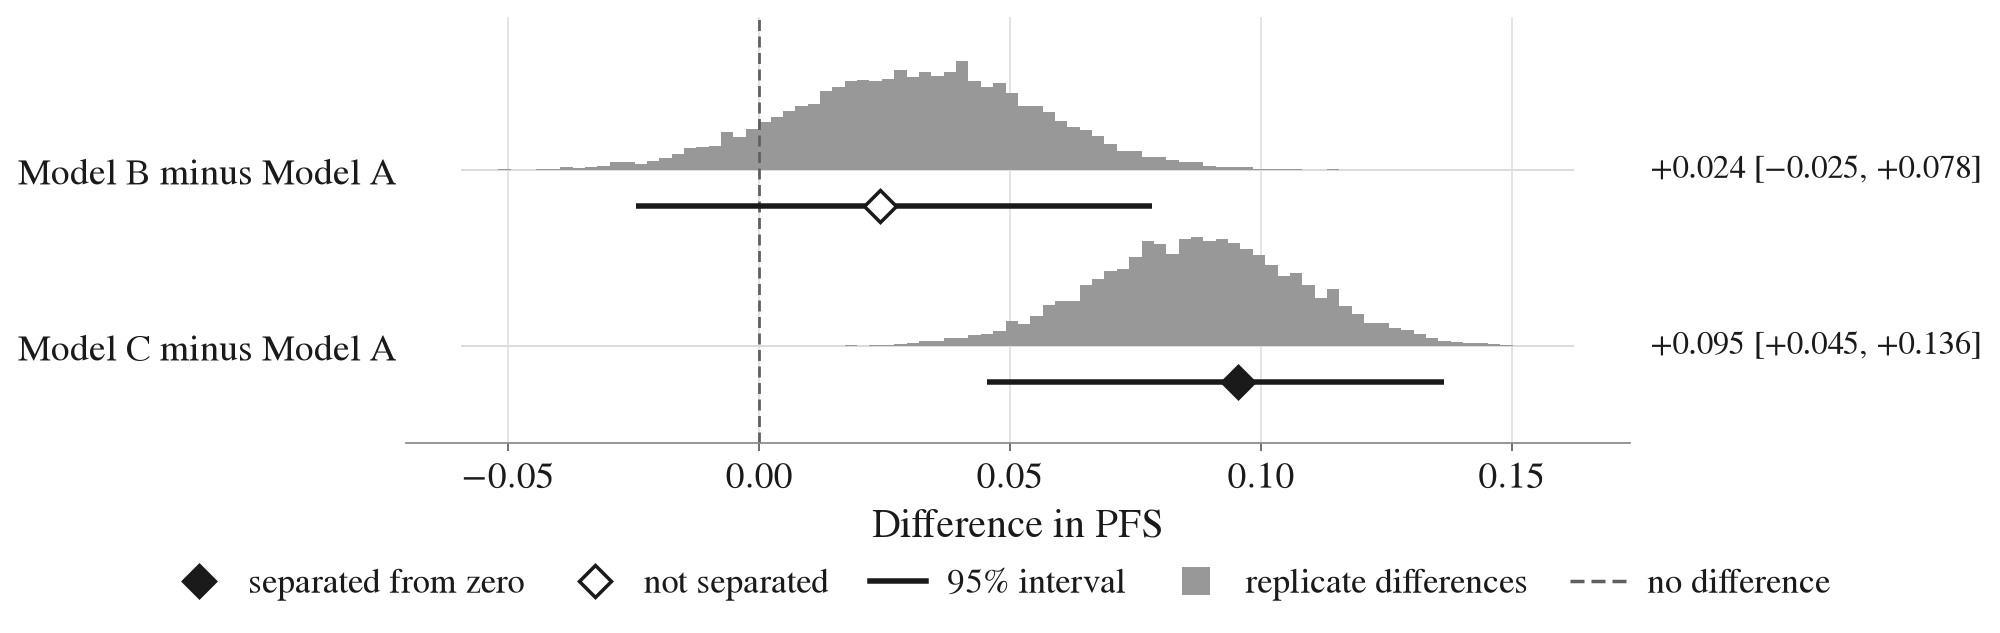 Model B minus Model A
+0.024 [−0.025, +0.078]
Model C minus Model A
+0.095 [+0.045, +0.136]
−0.05 0.00 0.05 0.10 0.15
Difference in PFS
separated from zero not separated 95% interval replicate differences no difference